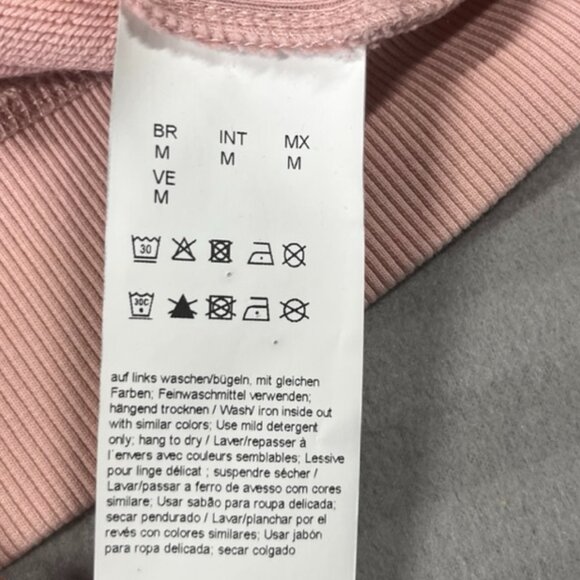 BR INT MX
M M M
VE
M
30
30C
auf links waschen/bügeln, mit gleichen
Farben; Feinwaschmittel verwenden;
hängend trocknen / Wash/ iron inside out
with similar colors; Use mild detergent
only; hang to dry / Laver/repasser à
l´envers avec couleurs semblables; Lessive
pour linge délicat ; suspendre sécher /
Lavar/passar a ferro de avesso com cores
similare; Usar sabão para roupa delicada;
secar pendurado / Lavar/planchar por el
revés con colores similares; Usar jabón
para ropa delicada; secar colgado